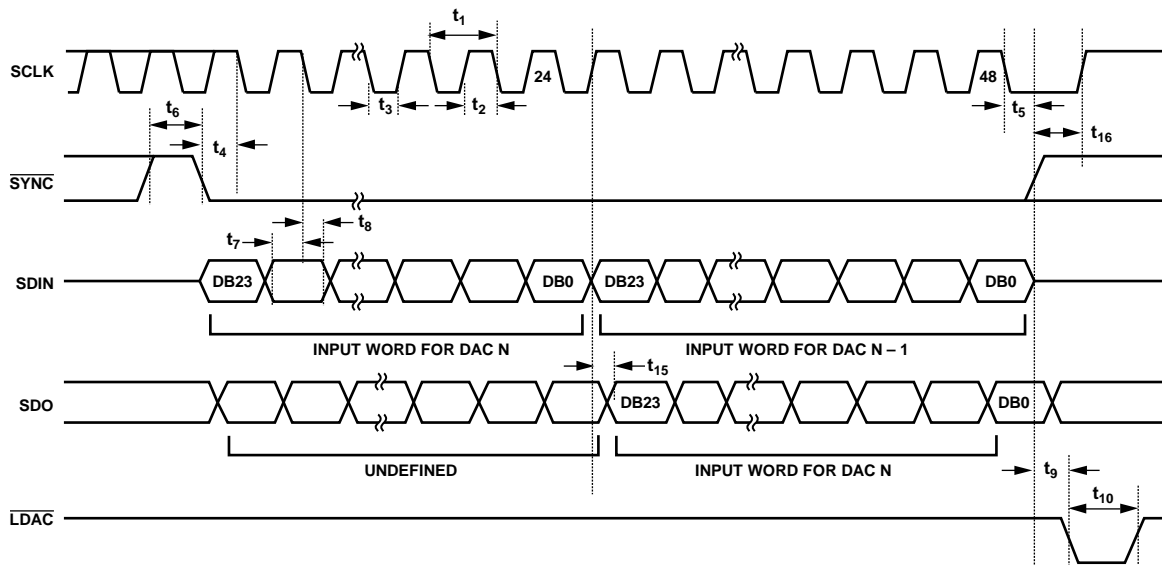 t1
SCLK
24
48
t3
t2
t5
t6
t4
t16
SYNC
t8
t7
SDIN
DB23
DB0
DB23
DB0
INPUT WORD FOR DAC N
INPUT WORD FOR DAC N – 1
t15
SDO
DB23
DB0
UNDEFINED
INPUT WORD FOR DAC N
t9
t10
LDAC